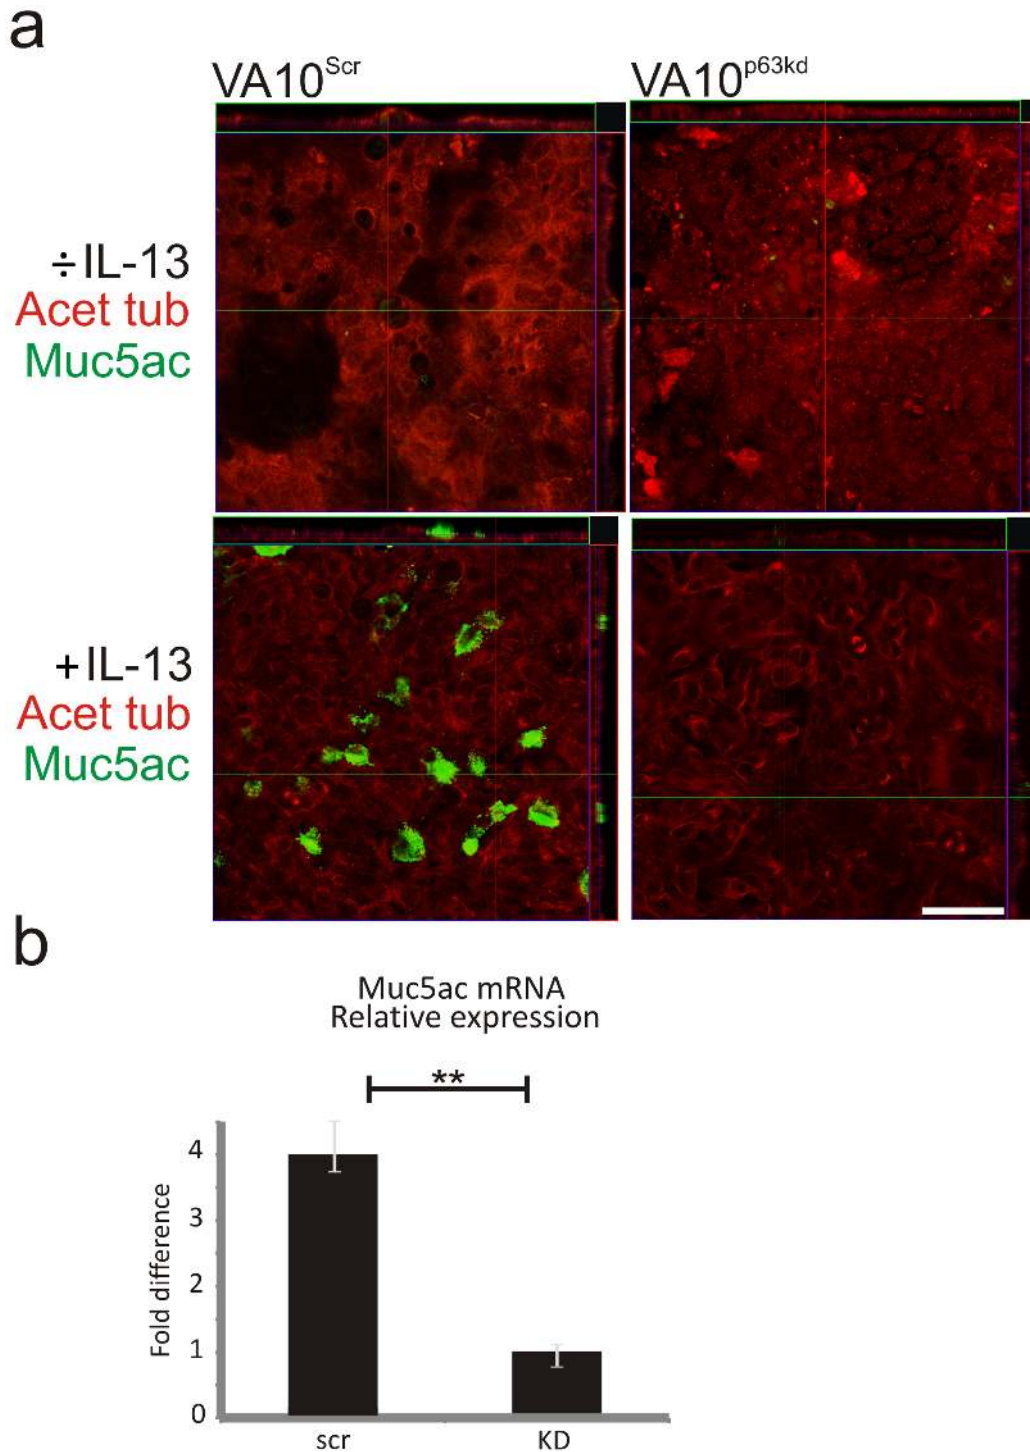 a
VA10Scr
VA10p63kd
÷IL-13
Acet tub
Muc5ac
+IL-13
Acet tub
Muc5ac
b
Muc5ac mRNA
Relative expression
**
Fold difference
4
3
2
1
0
scr
KD